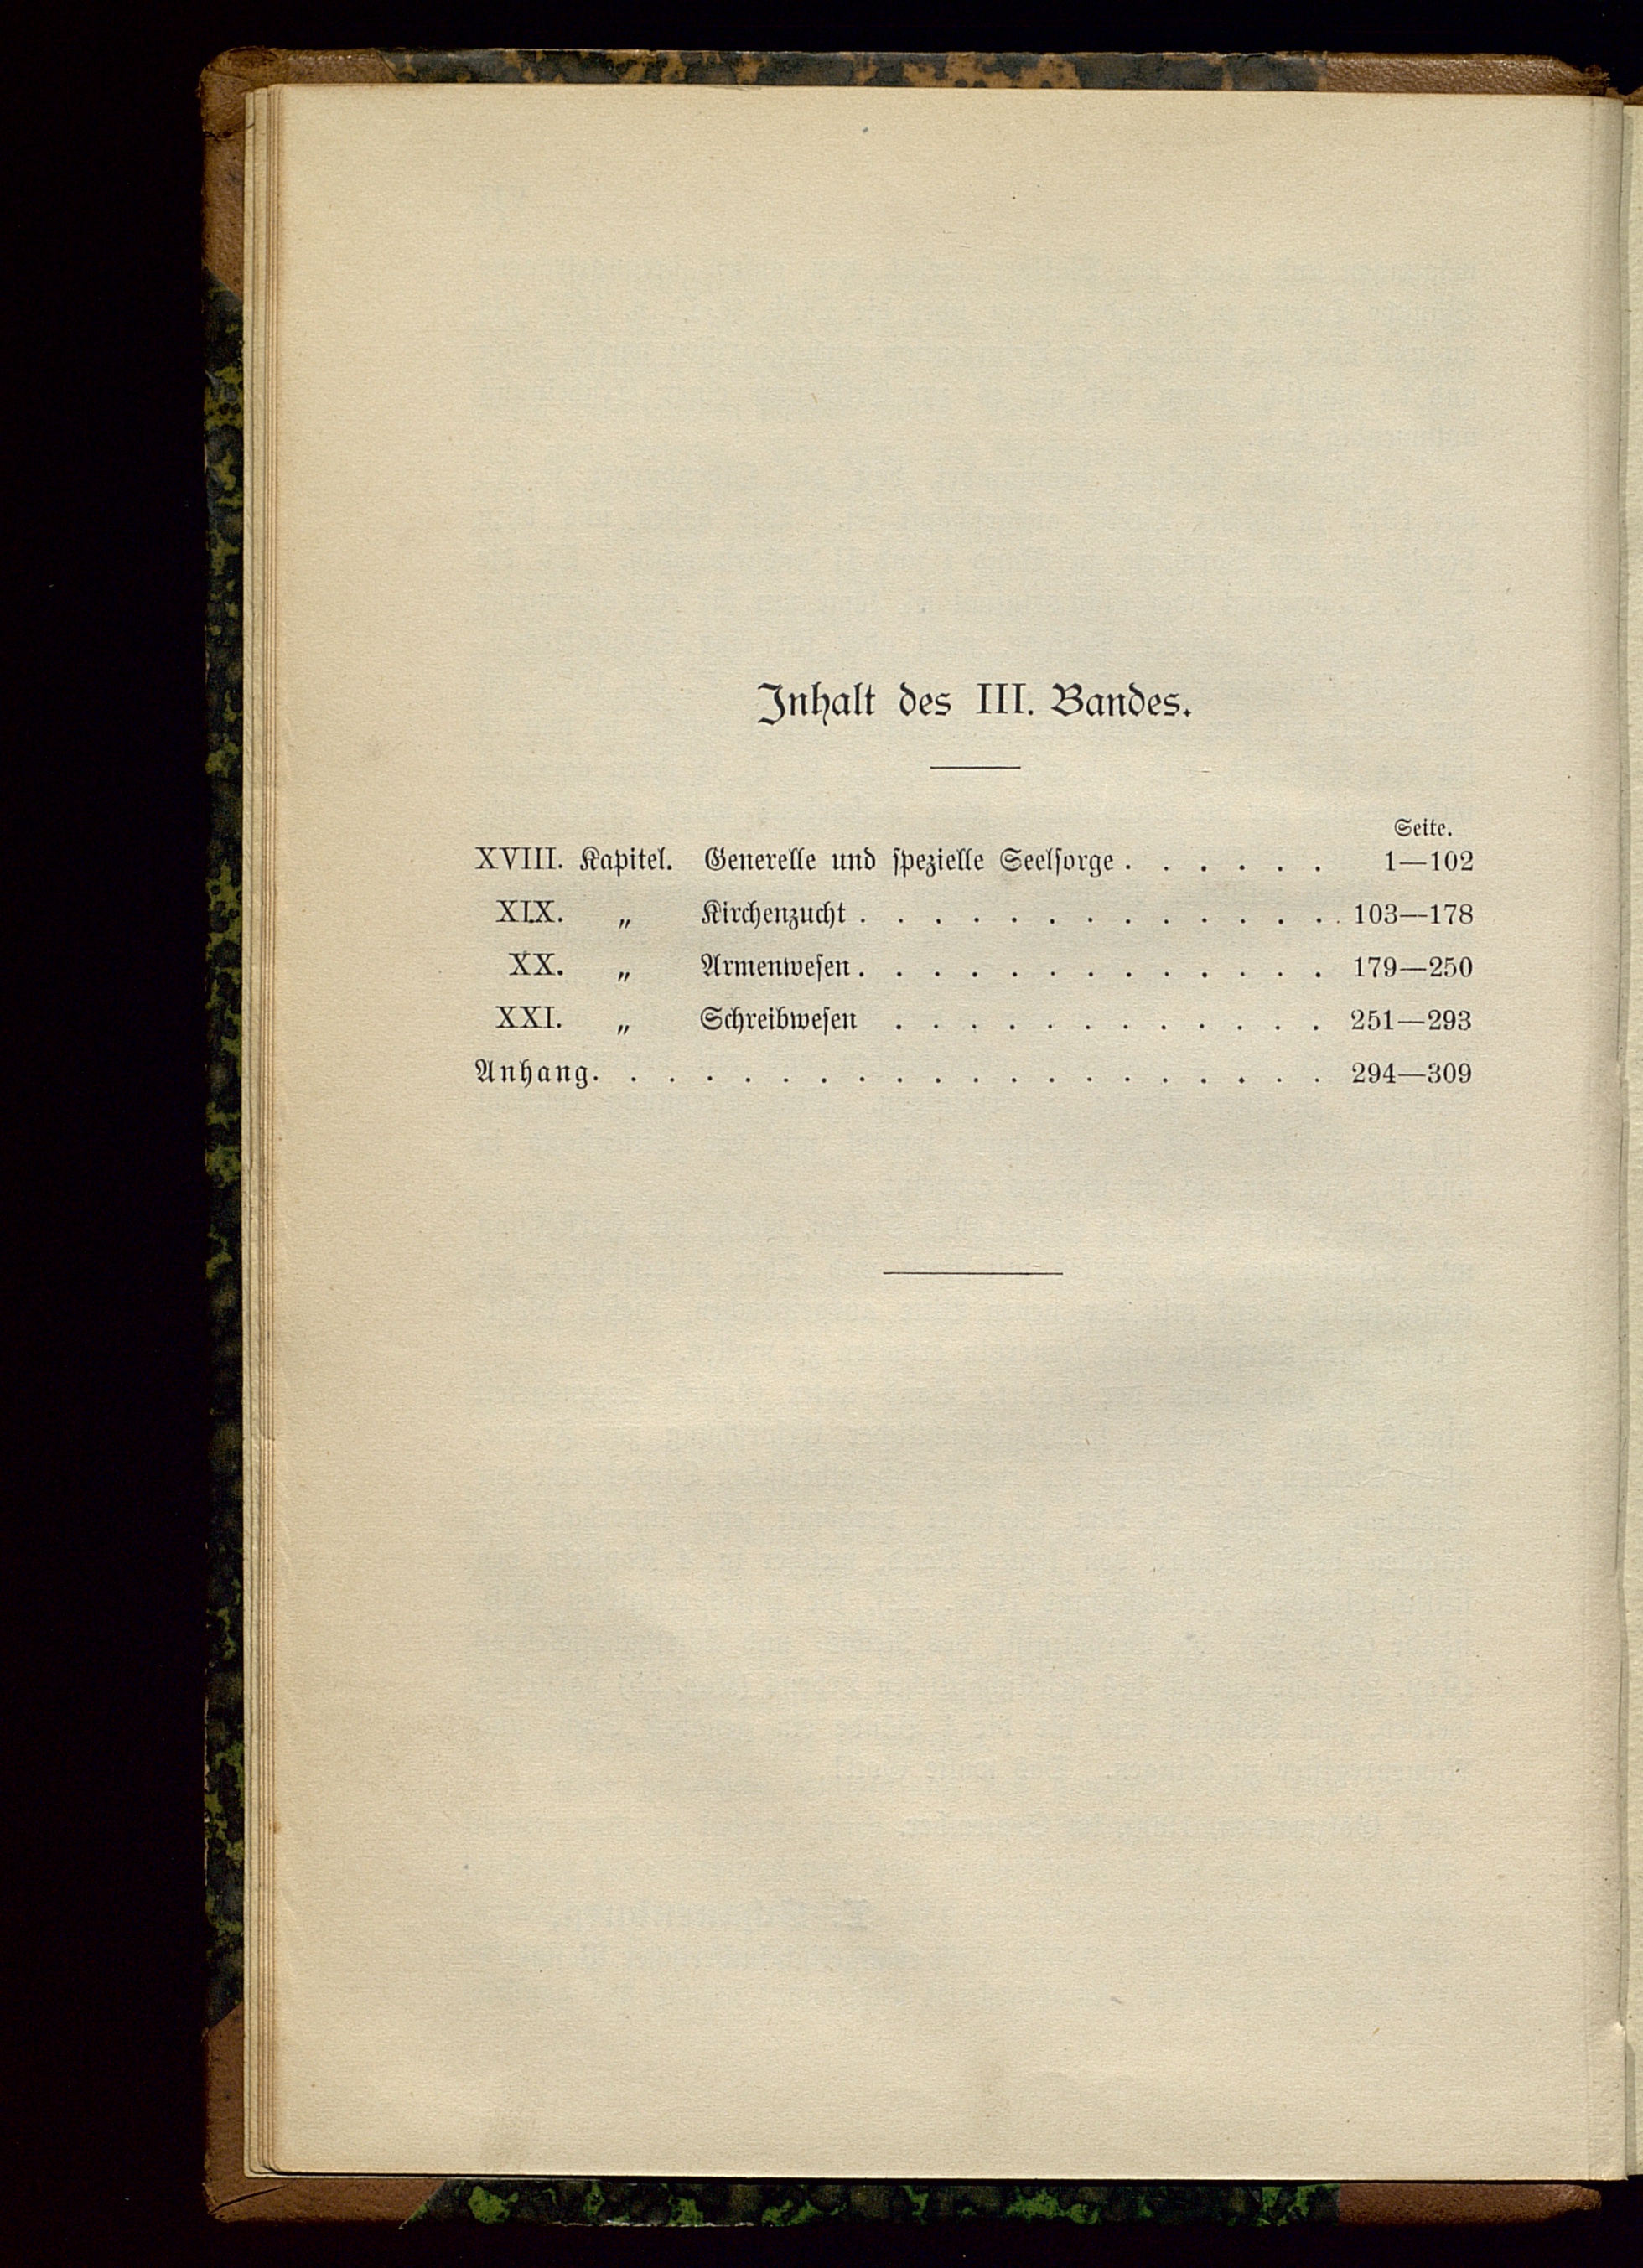 Inhalt des III. Bandes.
Seite.
XVIII. Kapitel. Generelle und spezielle Seelsorge . . . . . . 1—102
XIX. „ Kirchenzucht . . . . . . . . . . . . . . 103—178
XX. „ Armenwesen . . . . . . . . . . . . . 179—250
XXI. „ Schreibwesen . . . . . . . . . . . . 251—293
Anhang. . . . . . . . . . . . . . . . . . . . 294—309